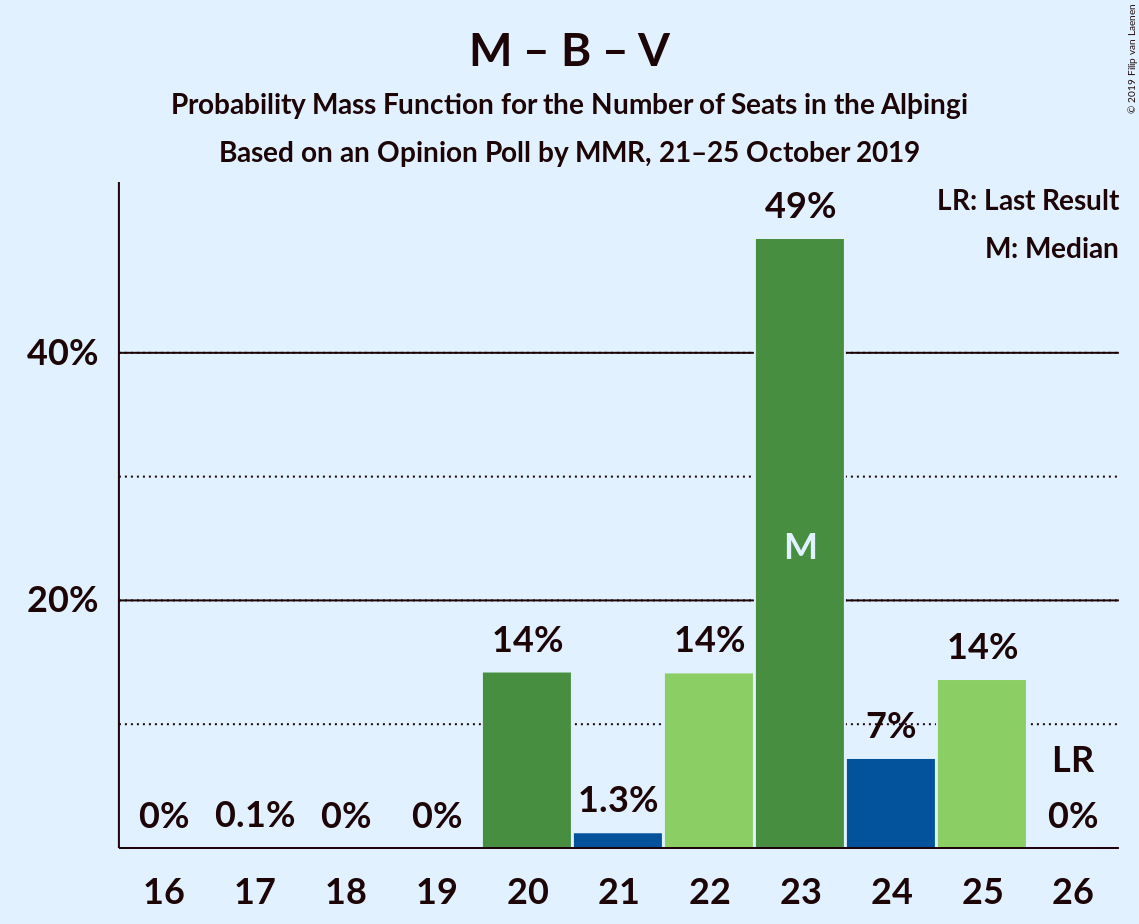 M – B – V
Probability Mass Function for the Number of Seats in the Alþingi
Based on an Opinion Poll by MMR, 21–25 October 2019
© 2019 Filip van Laenen
LR: Last Result
M: Median
40%
20%
0%
0.1%
0%
0%
14%
1.3%
14%
49%
M
7%
14%
LR
0%
16 17 18 19 20 21 22 23 24 25 26